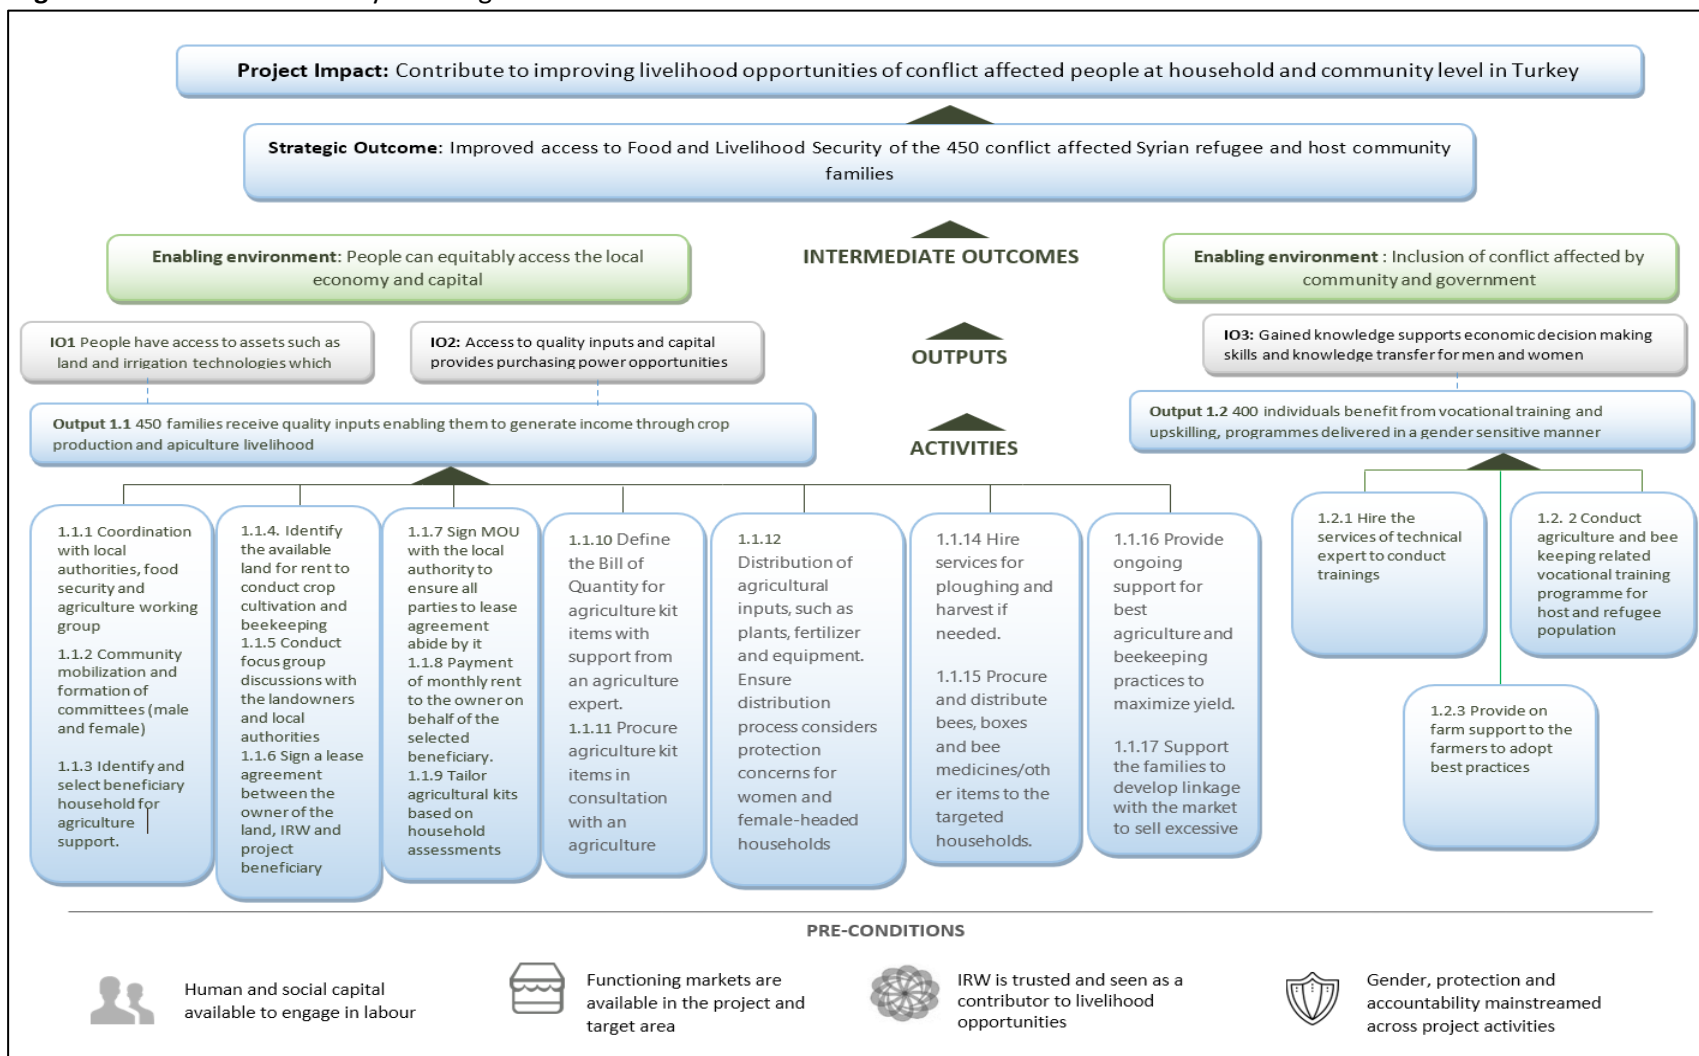 Project Impact: Contribute to improving livelihood opportunities of conflict affected people at household and community level in Turkey
Strategic Outcome: Improved access to Food and Livelihood Security of the 450 conflict affected Syrian refugee and host community
families
Enabling environment: People can equitably access the local
economy and capital
INTERMEDIATE OUTCOMES
Enabling environment : Inclusion of conflict affected by
community and government
IO1 People have access to assets such as
land and irrigation technologies which
IO2: Access to quality inputs and capital
provides purchasing power opportunities
OUTPUTS
IO3: Gained knowledge supports economic decision making
skills and knowledge transfer for men and women
Output 1.1 450 families receive quality inputs enabling them to generate income through crop
production and apiculture livelihood
ACTIVITIES
Output 1.2 400 individuals benefit from vocational training and
upskilling, programmes delivered in a gender sensitive manner
1.1.1 Coordination
with local
authorities, food
security and
agriculture working
group
1.1.2 Community
mobilization and
formation of
committees (male
and female)
1.1.3 Identify and
select beneficiary
household for
agriculture
support.
1.1.4. Identify
the available
land for rent to
conduct crop
cultivation and
beekeeping
1.1.5 Conduct
focus group
discussions with
the landowners
and local
authorities
1.1.6 Sign a lease
agreement
between the
owner of the
land, IRW and
project
beneficiary
1.1.7 Sign MOU
with the local
authority to
ensure all
parties to lease
agreement
abide by it
1.1.8 Payment
of monthly rent
to the owner on
behalf of the
selected
beneficiary.
1.1.9 Tailor
agricultural kits
based on
household
assessments
1.1.10 Define
the Bill of
Quantity for
agriculture kit
items with
support from
an agriculture
expert.
1.1.11 Procure
agriculture kit
items in
consultation
with an
agriculture
1.1.12
Distribution of
agricultural
inputs, such as
plants, fertilizer
and equipment.
Ensure
distribution
process considers
protection
concerns for
women and
female-headed
households
1.1.14 Hire
services for
ploughing and
harvest if
needed.
1.1.15 Procure
and distribute
bees, boxes
and bee
medicines/oth
er items to the
targeted
households.
1.1.16 Provide
ongoing
support for
best
agriculture and
beekeeping
practices to
maximize yield.
1.1.17 Support
the families to
develop linkage
with the market
to sell excessive
1.2.1 Hire the
services of technical
expert to conduct
trainings
1.2. 2 Conduct
agriculture and bee
keeping related
vocational training
programme for
host and refugee
population
1.2.3 Provide on
farm support to the
farmers to adopt
best practices
PRE-CONDITIONS
Human and social capital
available to engage in labour
Functioning markets are
available in the project and
target area
IRW is trusted and seen as a
contributor to livelihood
opportunities
Gender, protection and
accountability mainstreamed
across project activities